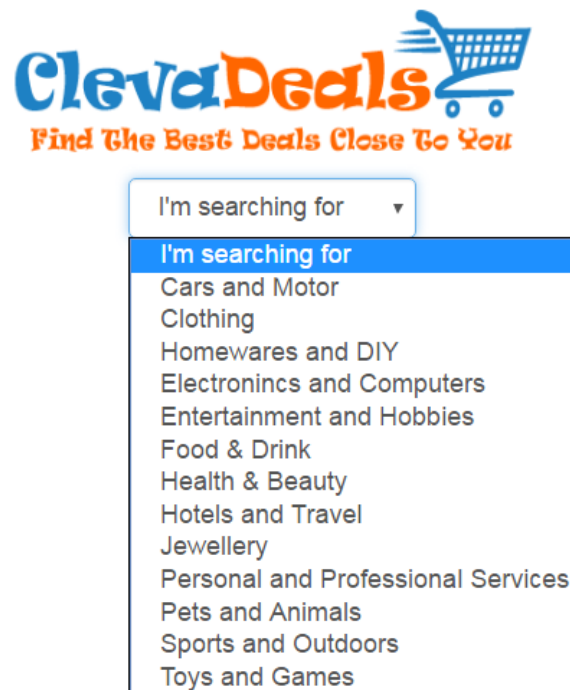 ClevaDeals
Find The Best Deals Close To You
I'm searching for
I'm searching for
Cars and Motor
Clothing
Homewares and DIY
Electronincs and Computers
Entertainment and Hobbies
Food & Drink
Health & Beauty
Hotels and Travel
Jewellery
Personal and Professional Services
Pets and Animals
Sports and Outdoors
Toys and Games